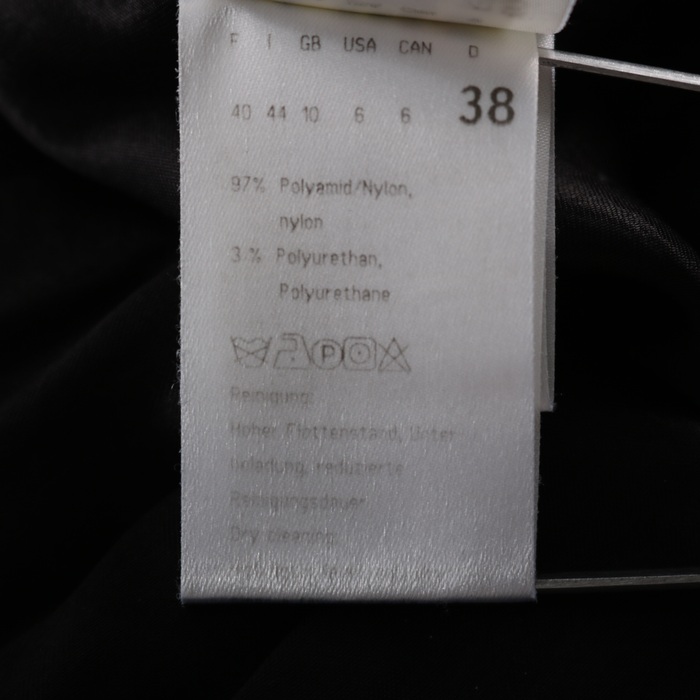 F I GB USA CAN D
40 44 10 6 6 38
97% Polyamid/Nylon,
nylon
3 % Polyurethan,
Polyurethane
P
Reinigung:
Hoher Flottenstand, Unter
beladung, reduzierte
Reinigungsdauer
Dry cleaning: